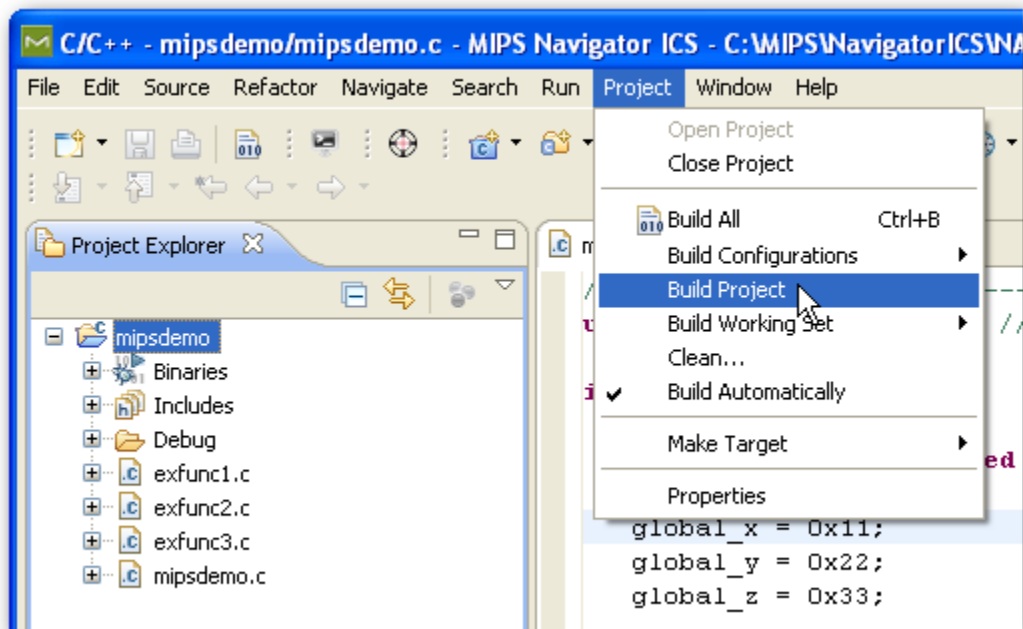 C/C++ - mipsdemo/mipsdemo.c - MIPS Navigator ICS - C:\MIPS\NavigatorICS\NA
File Edit Source Refactor Navigate Search Run Project Window Help
Open Project
Close Project
Build All Ctrl+B
Build Configurations
Build Project
Build Working Set
Clean...
Build Automatically
Make Target
Properties
Project Explorer
mipsdemo
Binaries
Includes
Debug
exfunc1.c
exfunc2.c
exfunc3.c
mipsdemo.c
ed
global_x = 0x11;
global_y = 0x22;
global_z = 0x33;